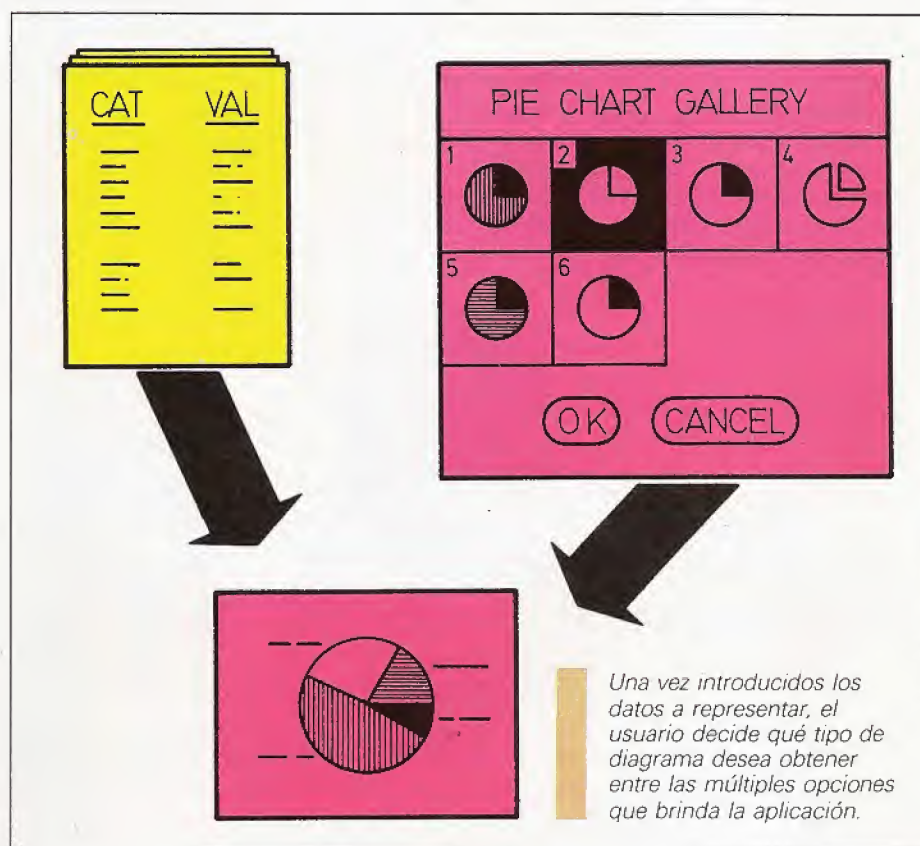 CAT VAL
PIE CHART GALLERY
1 2 3 4
5 6
OK CANCEL
Una vez introducidos los
datos a representar, el
usuario decide qué tipo de
diagrama desea obtener
entre las múltiples opciones
que brinda la aplicación.